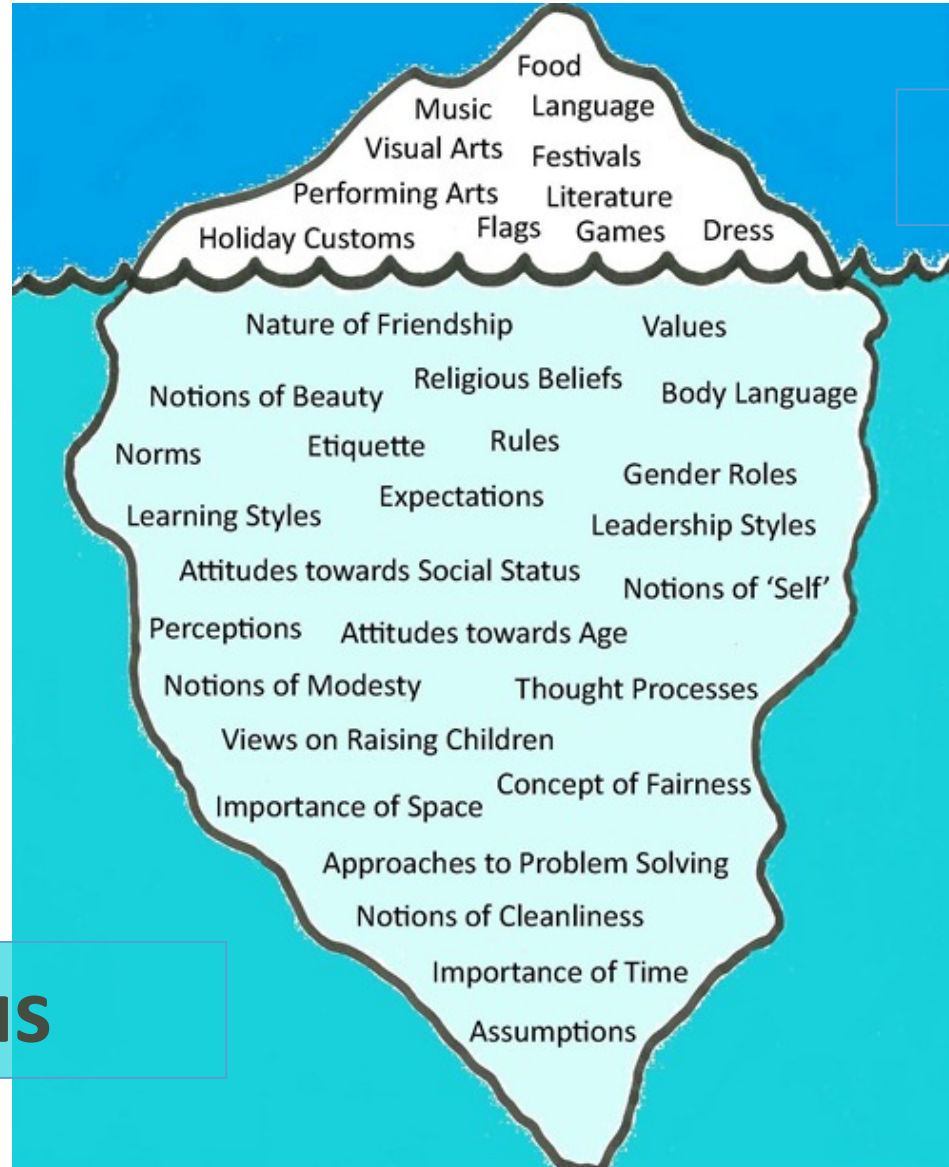 Food
Music Language
Visual Arts Festivals
Performing Arts Literature
Holiday Customs Flags Games Dress
Nature of Friendship Values
Notions of Beauty Religious Beliefs Body Language
Norms Etiquette Rules
Gender Roles
Learning Styles Expectations Leadership Styles
Attitudes towards Social Status Notions of ‘Self’
Perceptions Attitudes towards Age
Notions of Modesty Thought Processes
Views on Raising Children
Importance of Space Concept of Fairness
Approaches to Problem Solving
Notions of Cleanliness
Importance of Time
us
Assumptions